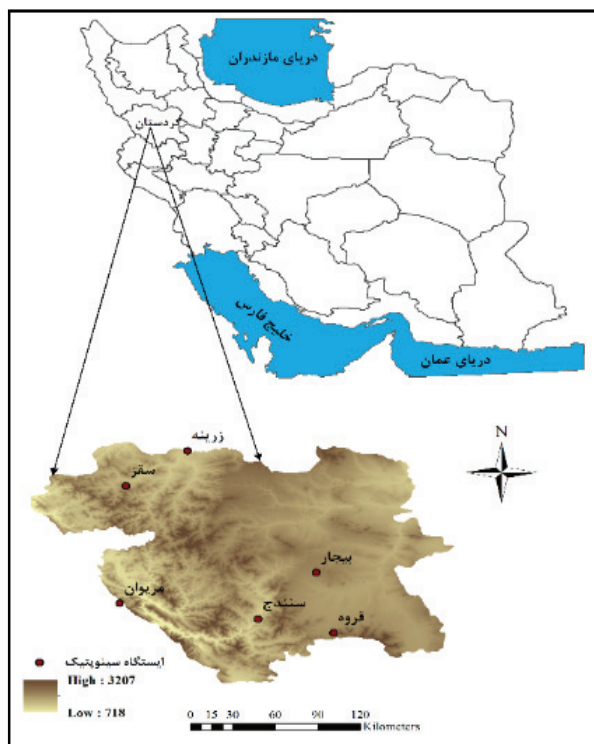 دریای مازندران
کردستان
خلیج فارس
دریای عمان
N
زرینه
سقز
بیجار
مریوان
سنندج
قروه
ایستگاه سینوپتیک
High : 3207
Low : 718
0 15 30 60 90 120
Kilometers